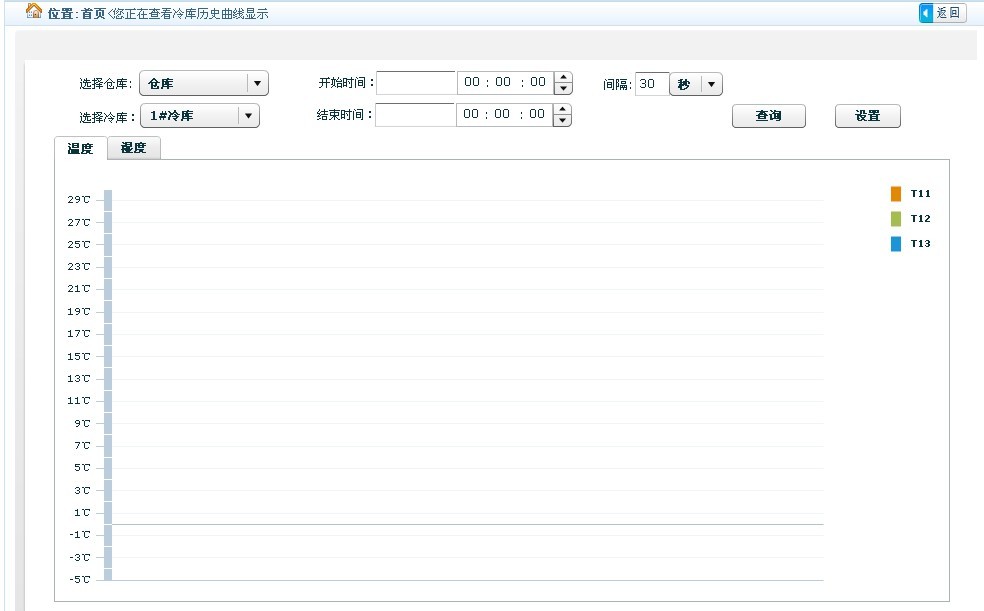 位置:首页<您正在查看冷库历史曲线显示 返回
选择仓库: 仓库 开始时间: 00 : 00 : 00 间隔: 30 秒
选择冷库: 1#冷库 结束时间: 00 : 00 : 00 查询 设置
温度 湿度
29℃
27℃
25℃
23℃
21℃
19℃
17℃
15℃
13℃
11℃
9℃
7℃
5℃
3℃
1℃
-1℃
-3℃
-5℃
T11
T12
T13